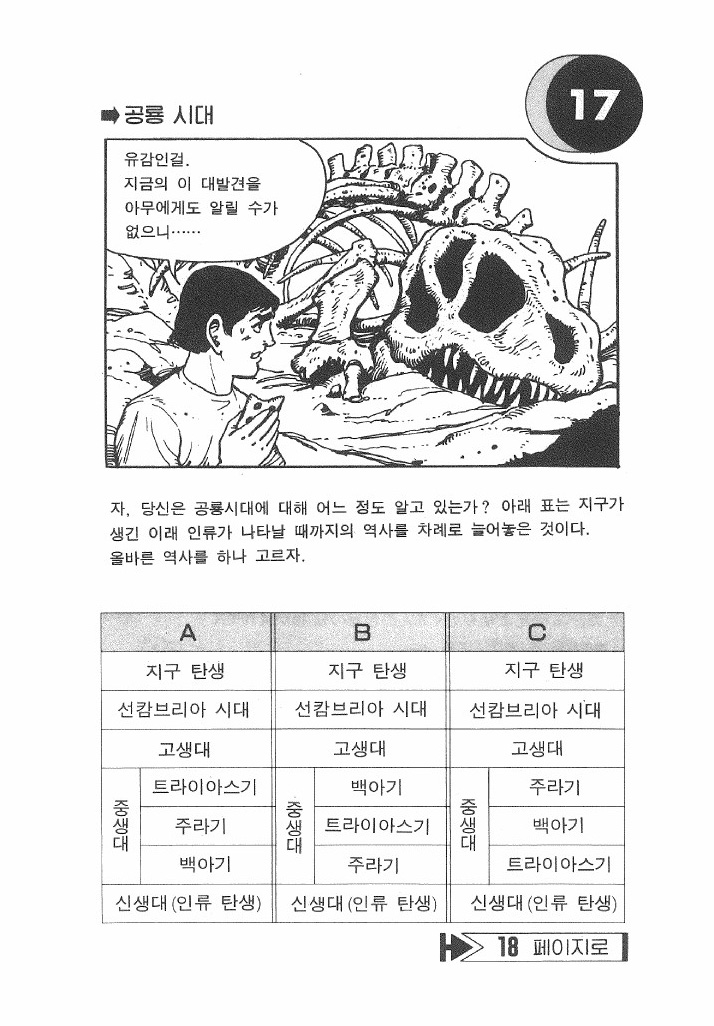 17
➡공룡 시대
유감인걸.
지금의 이 대발견을
아무에게도 알릴 수가
없으니……
자, 당신은 공룡시대에 대해 어느 정도 알고 있는가? 아래 표는 지구가
생긴 이래 인류가 나타날 때까지의 역사를 차례로 늘어놓은 것이다.
올바른 역사를 하나 고르자.
A B C
지구 탄생 지구 탄생 지구 탄생
선캄브리아 시대 선캄브리아 시대 선캄브리아 시대
고생대 고생대 고생대
중생대 트라이아스기 중생대 백아기 중생대 주라기
주라기 트라이아스기 백아기
백아기 주라기 트라이아스기
신생대(인류 탄생) 신생대(인류 탄생) 신생대(인류 탄생)
18 페이지로